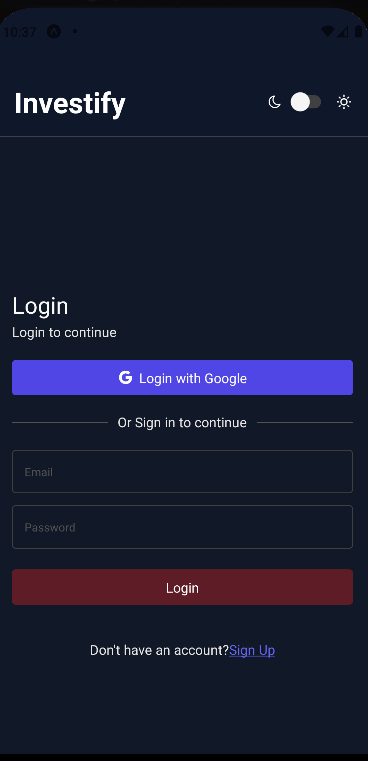 10:37
Investify
Login
Login to continue
G Login with Google
Or Sign in to continue
Email
Password
Login
Don't have an account?Sign Up